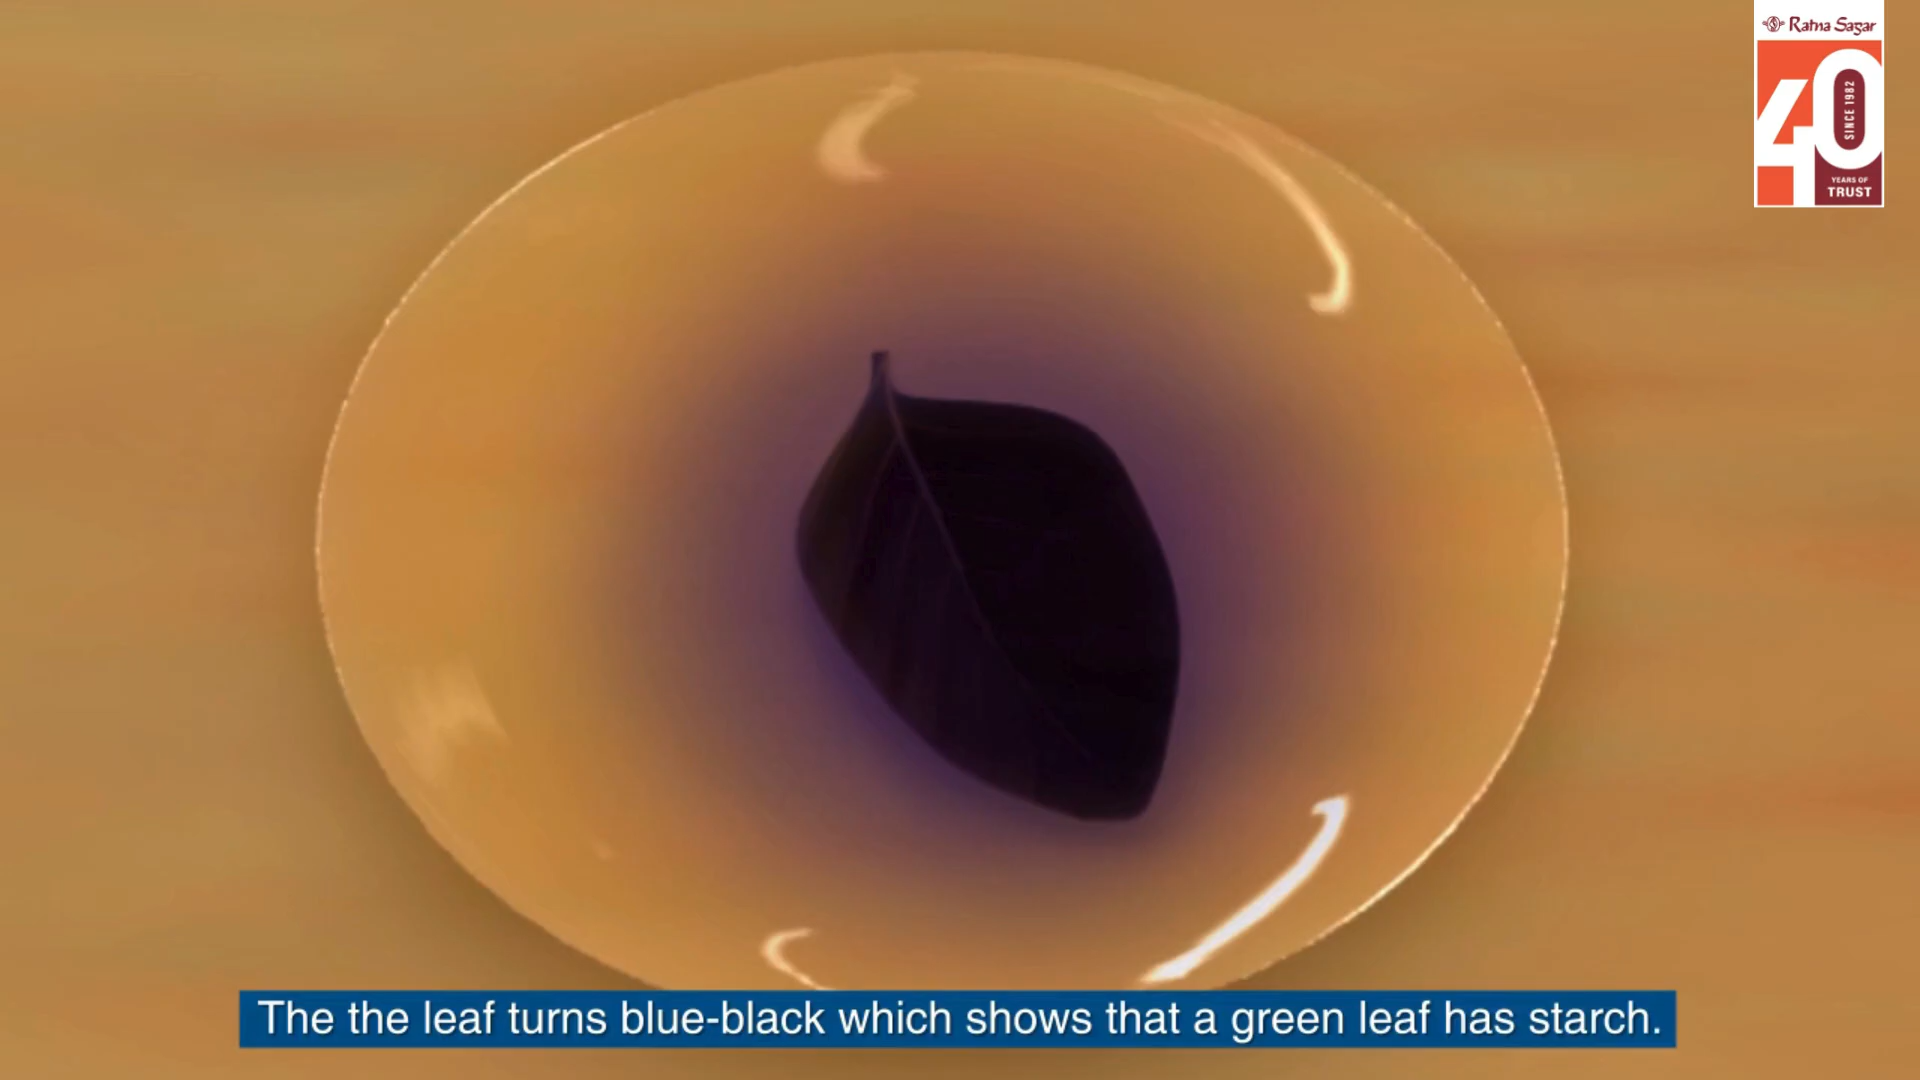 Ratna Sagar
40
SINCE 1982
YEARS OF
TRUST
The the leaf turns blue-black which shows that a green leaf has starch.